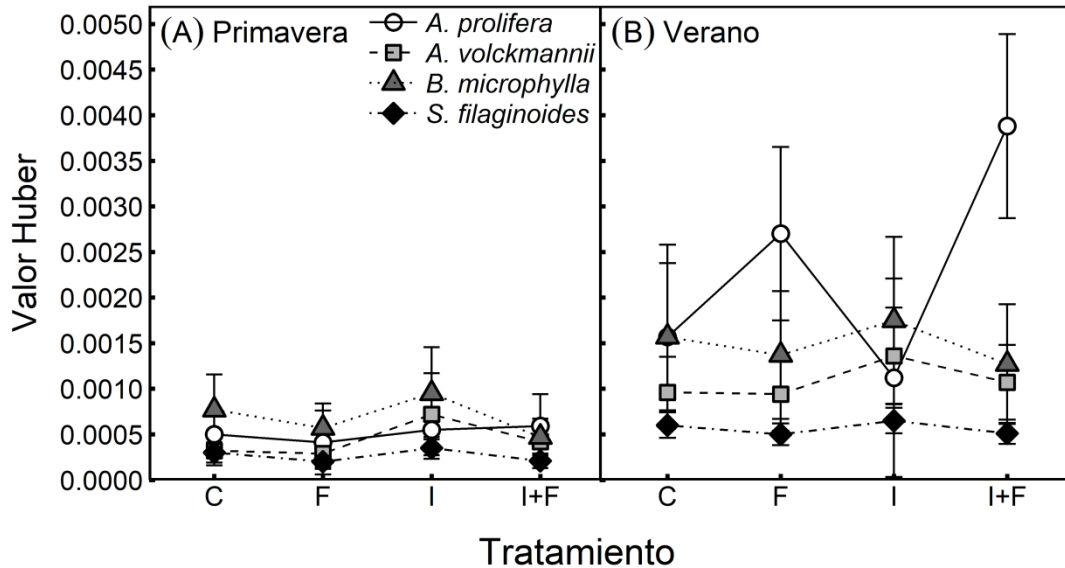 (A) Primavera
A. prolifera
A. volckmannii
B. microphylla
S. filaginoides
(B) Verano
Valor Huber
0.0050
0.0045
0.0040
0.0035
0.0030
0.0025
0.0020
0.0015
0.0010
0.0005
0.0000
C F I I+F
C F I I+F
Tratamiento